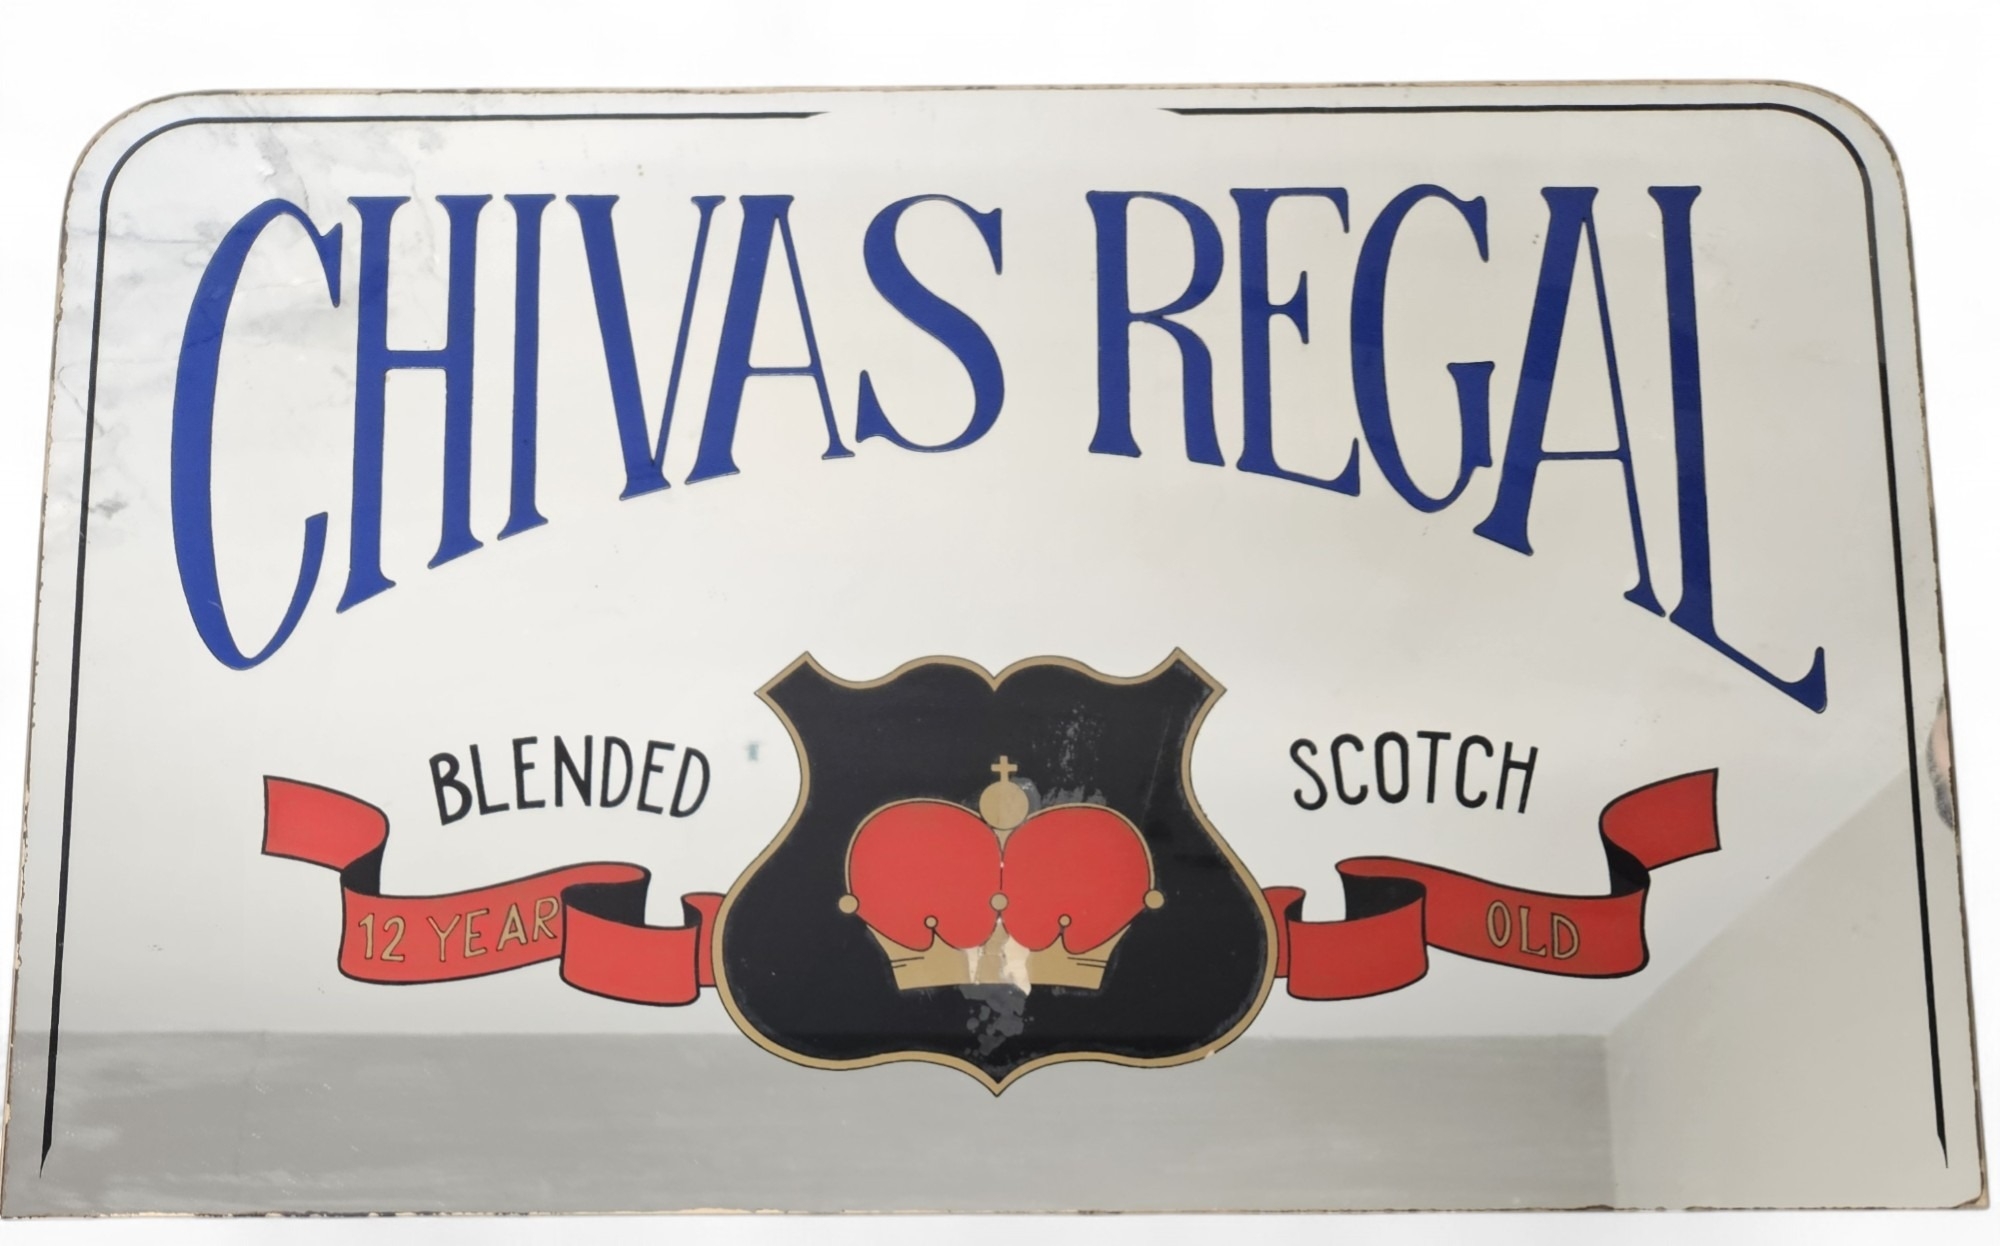 CHIVAS REGAL
BLENDED SCOTCH
12 YEAR OLD